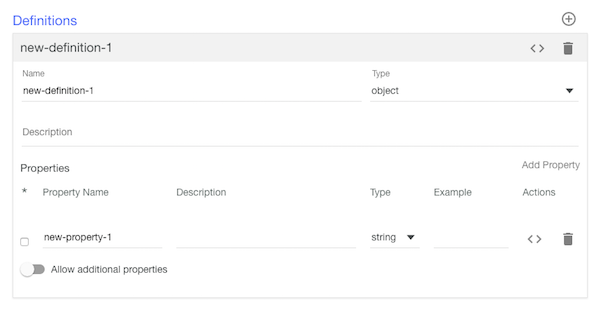 Definitions
new-definition-1
Name Type
new-definition-1 object
Description
Properties Add Property
* Property Name Description Type Example Actions
new-property-1 string
Allow additional properties